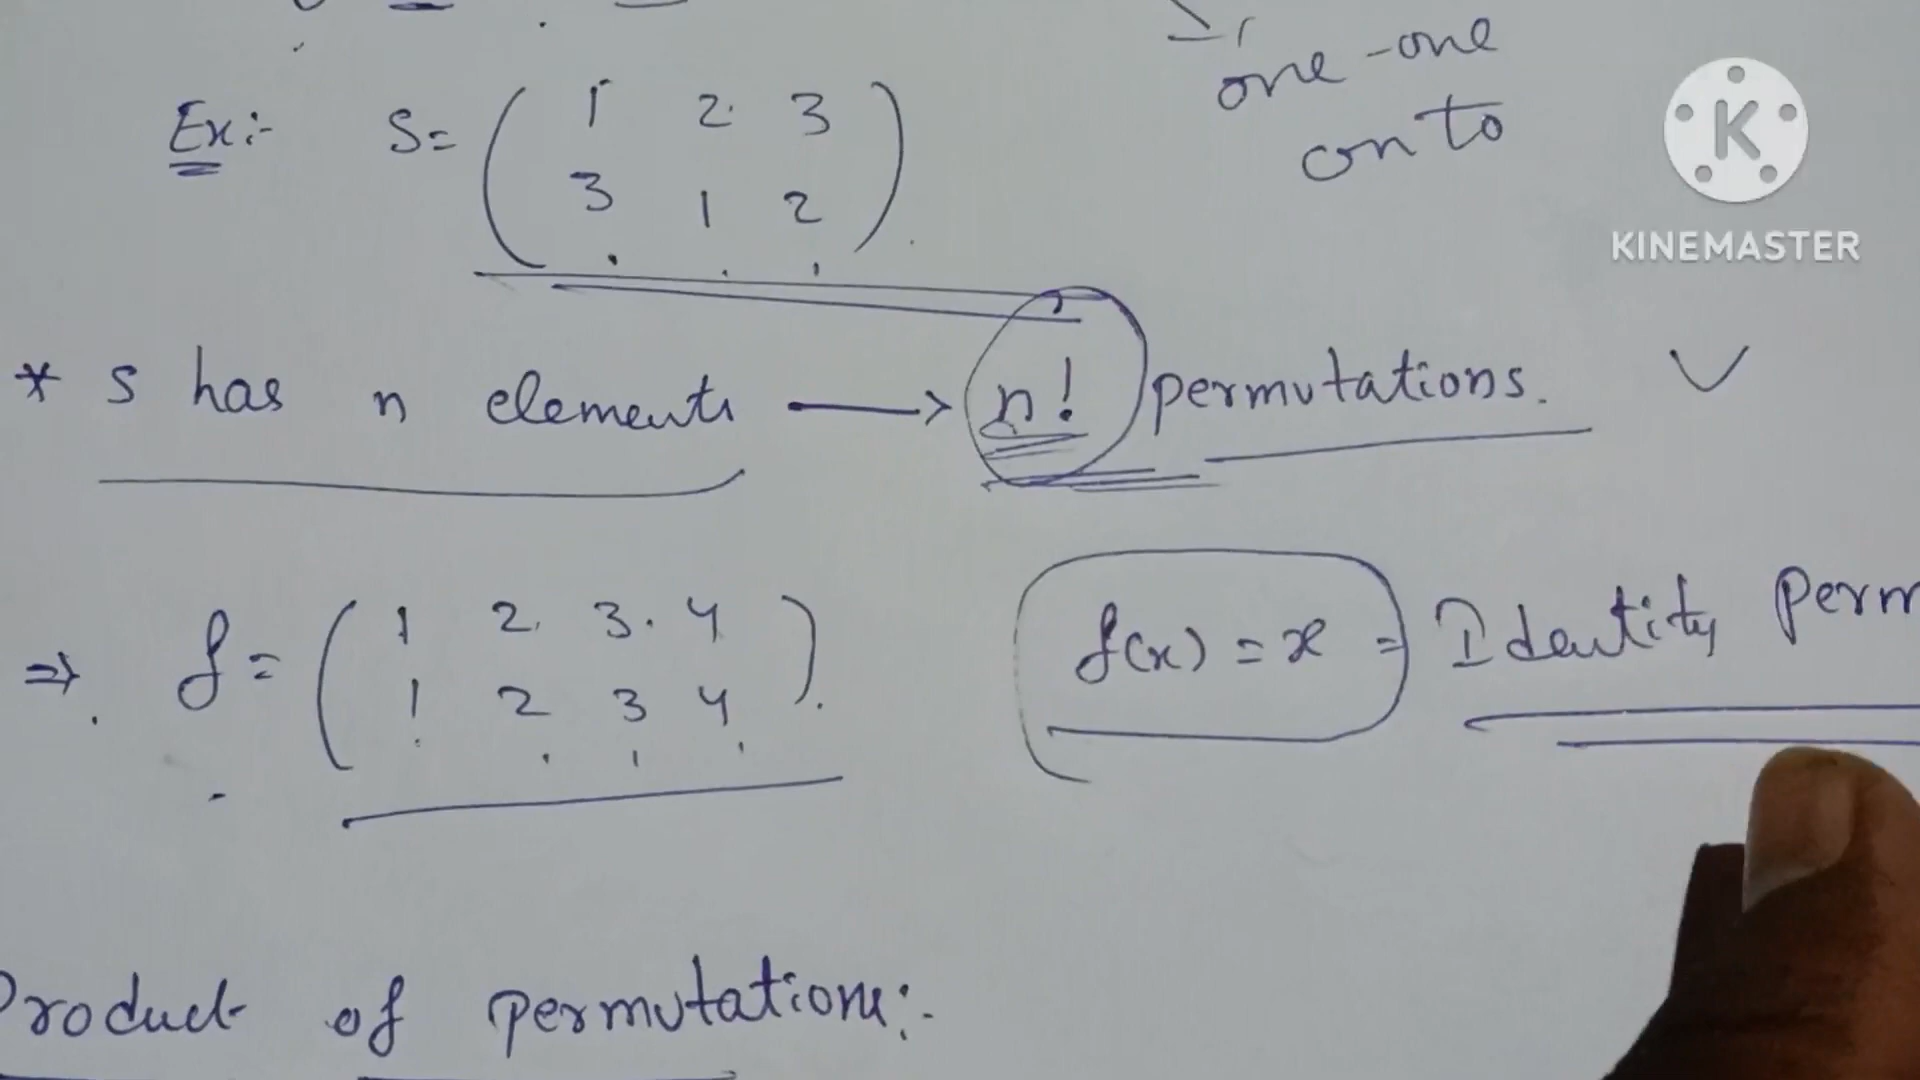 one-one
onto
Ex:- S= ( 1 2 3
3 1 2 )
KINEMASTER
* S has n elements → n! permutations.
⇒ f= ( 1 2 3 4
1 2 3 4 ) f(x) = x = Identity perm
Product of permutations:-